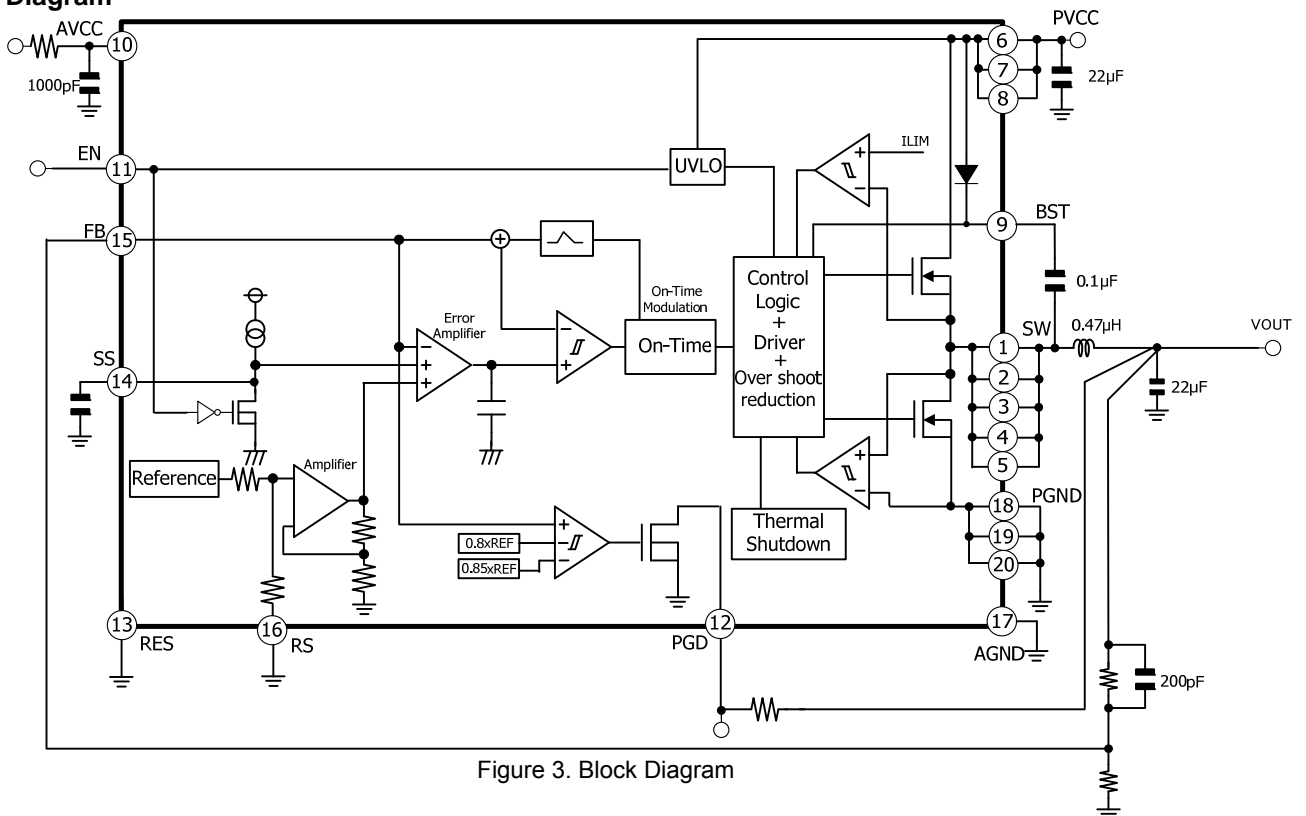 Diagram
AVCC
10
1000pF
PVCC
6
7
8
22µF
EN
11
UVLO
ILIM
+
−
FB
15
+
BST
9
0.1µF
On-Time
Modulation
On-Time
Error
Amplifier
−
+
+
−
+
Control
Logic
+
Driver
+
Over shoot
reduction
SS
14
SW
1
2
3
4
5
0.47µH
VOUT
22µF
Reference
Amplifier
+
−
0.8xREF
0.85xREF
+
−
−
Thermal
Shutdown
PGND
18
19
20
13
RES
16
RS
12
PGD
17
AGND
200pF
Figure 3. Block Diagram